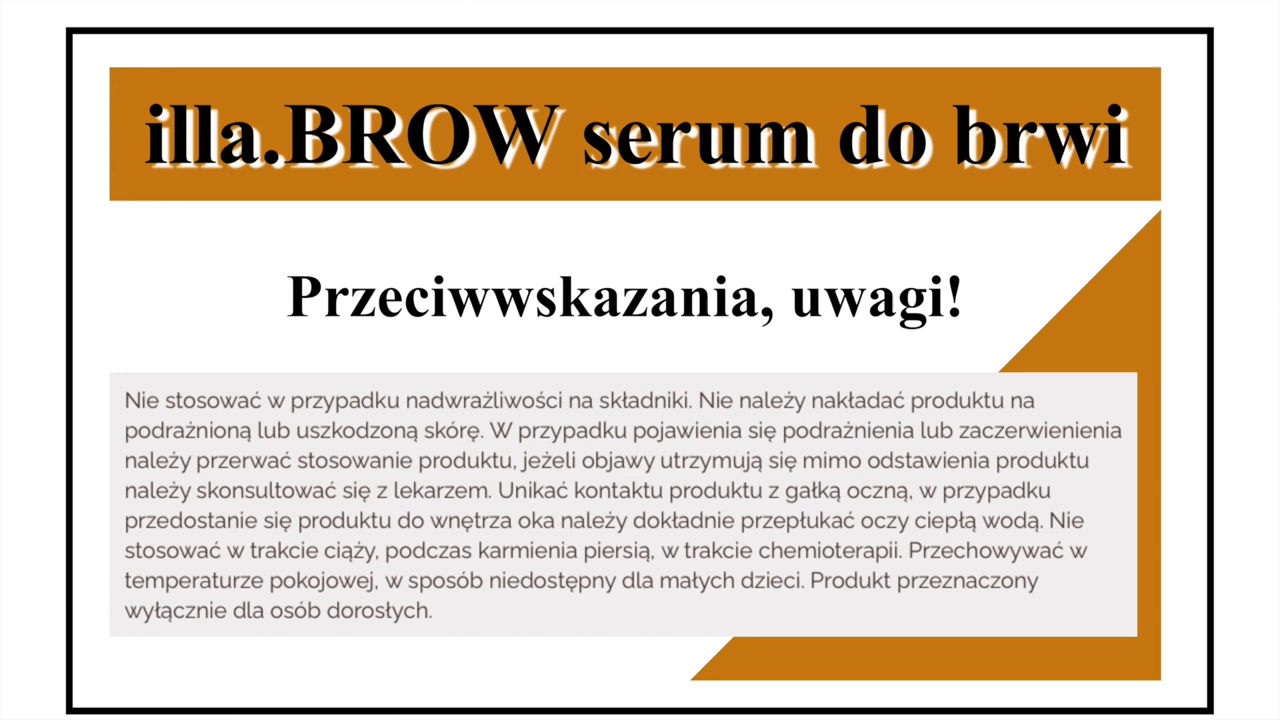 illa.BROW serum do brwi
Przeciwwskazania, uwagi!
Nie stosować w przypadku nadwrażliwości na składniki. Nie należy nakładać produktu na
podrażnioną lub uszkodzoną skórę. W przypadku pojawienia się podrażnienia lub zaczerwienienia
należy przerwać stosowanie produktu, jeżeli objawy utrzymują się mimo odstawienia produktu
należy skonsultować się z lekarzem. Unikać kontaktu produktu z gałką oczną, w przypadku
przedostanie się produktu do wnętrza oka należy dokładnie przepłukać oczy ciepłą wodą. Nie
stosować w trakcie ciąży, podczas karmienia piersią, w trakcie chemioterapii. Przechowywać w
temperaturze pokojowej, w sposób niedostępny dla małych dzieci. Produkt przeznaczony
wyłącznie dla osób dorosłych.